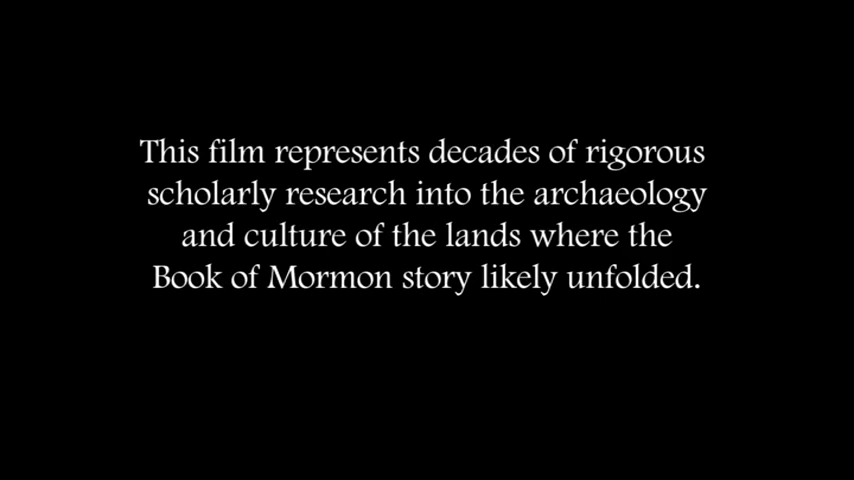 This film represents decades of rigorous
scholarly research into the archaeology
and culture of the lands where the
Book of Mormon story likely unfolded.